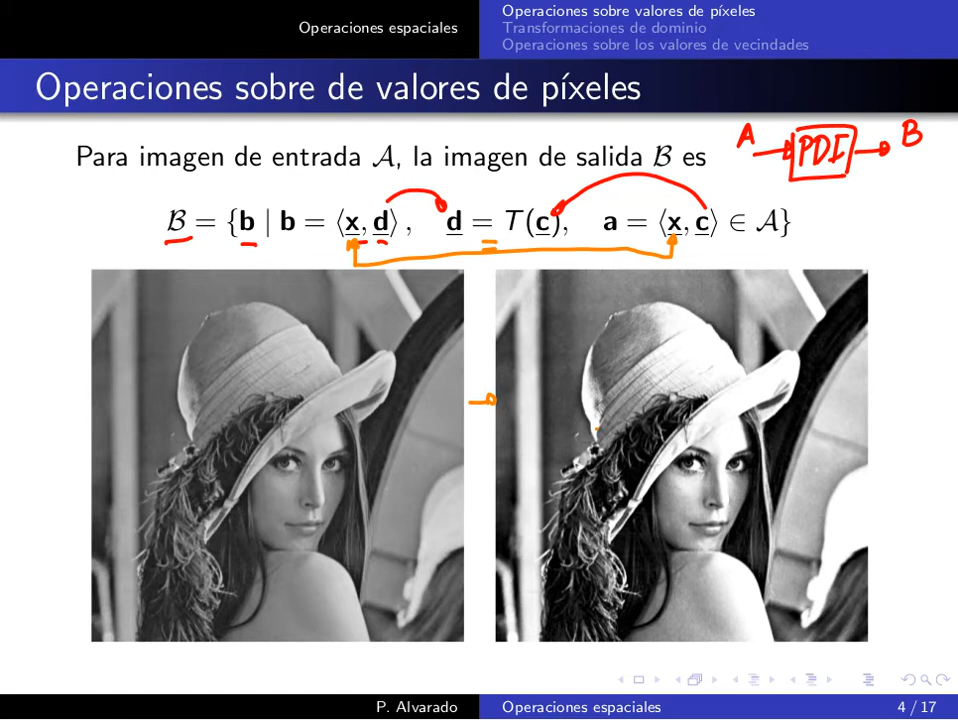 Operaciones espaciales
Operaciones sobre valores de píxeles
Transformaciones de dominio
Operaciones sobre los valores de vecindades
Operaciones sobre de valores de píxeles
Para imagen de entrada 𝒜, la imagen de salida ℬ es
A PDI B
ℬ = {b | b = ⟨x, d⟩, d = T(c), a = ⟨x, c⟩ ∈ 𝒜}
P. Alvarado
Operaciones espaciales
4 / 17